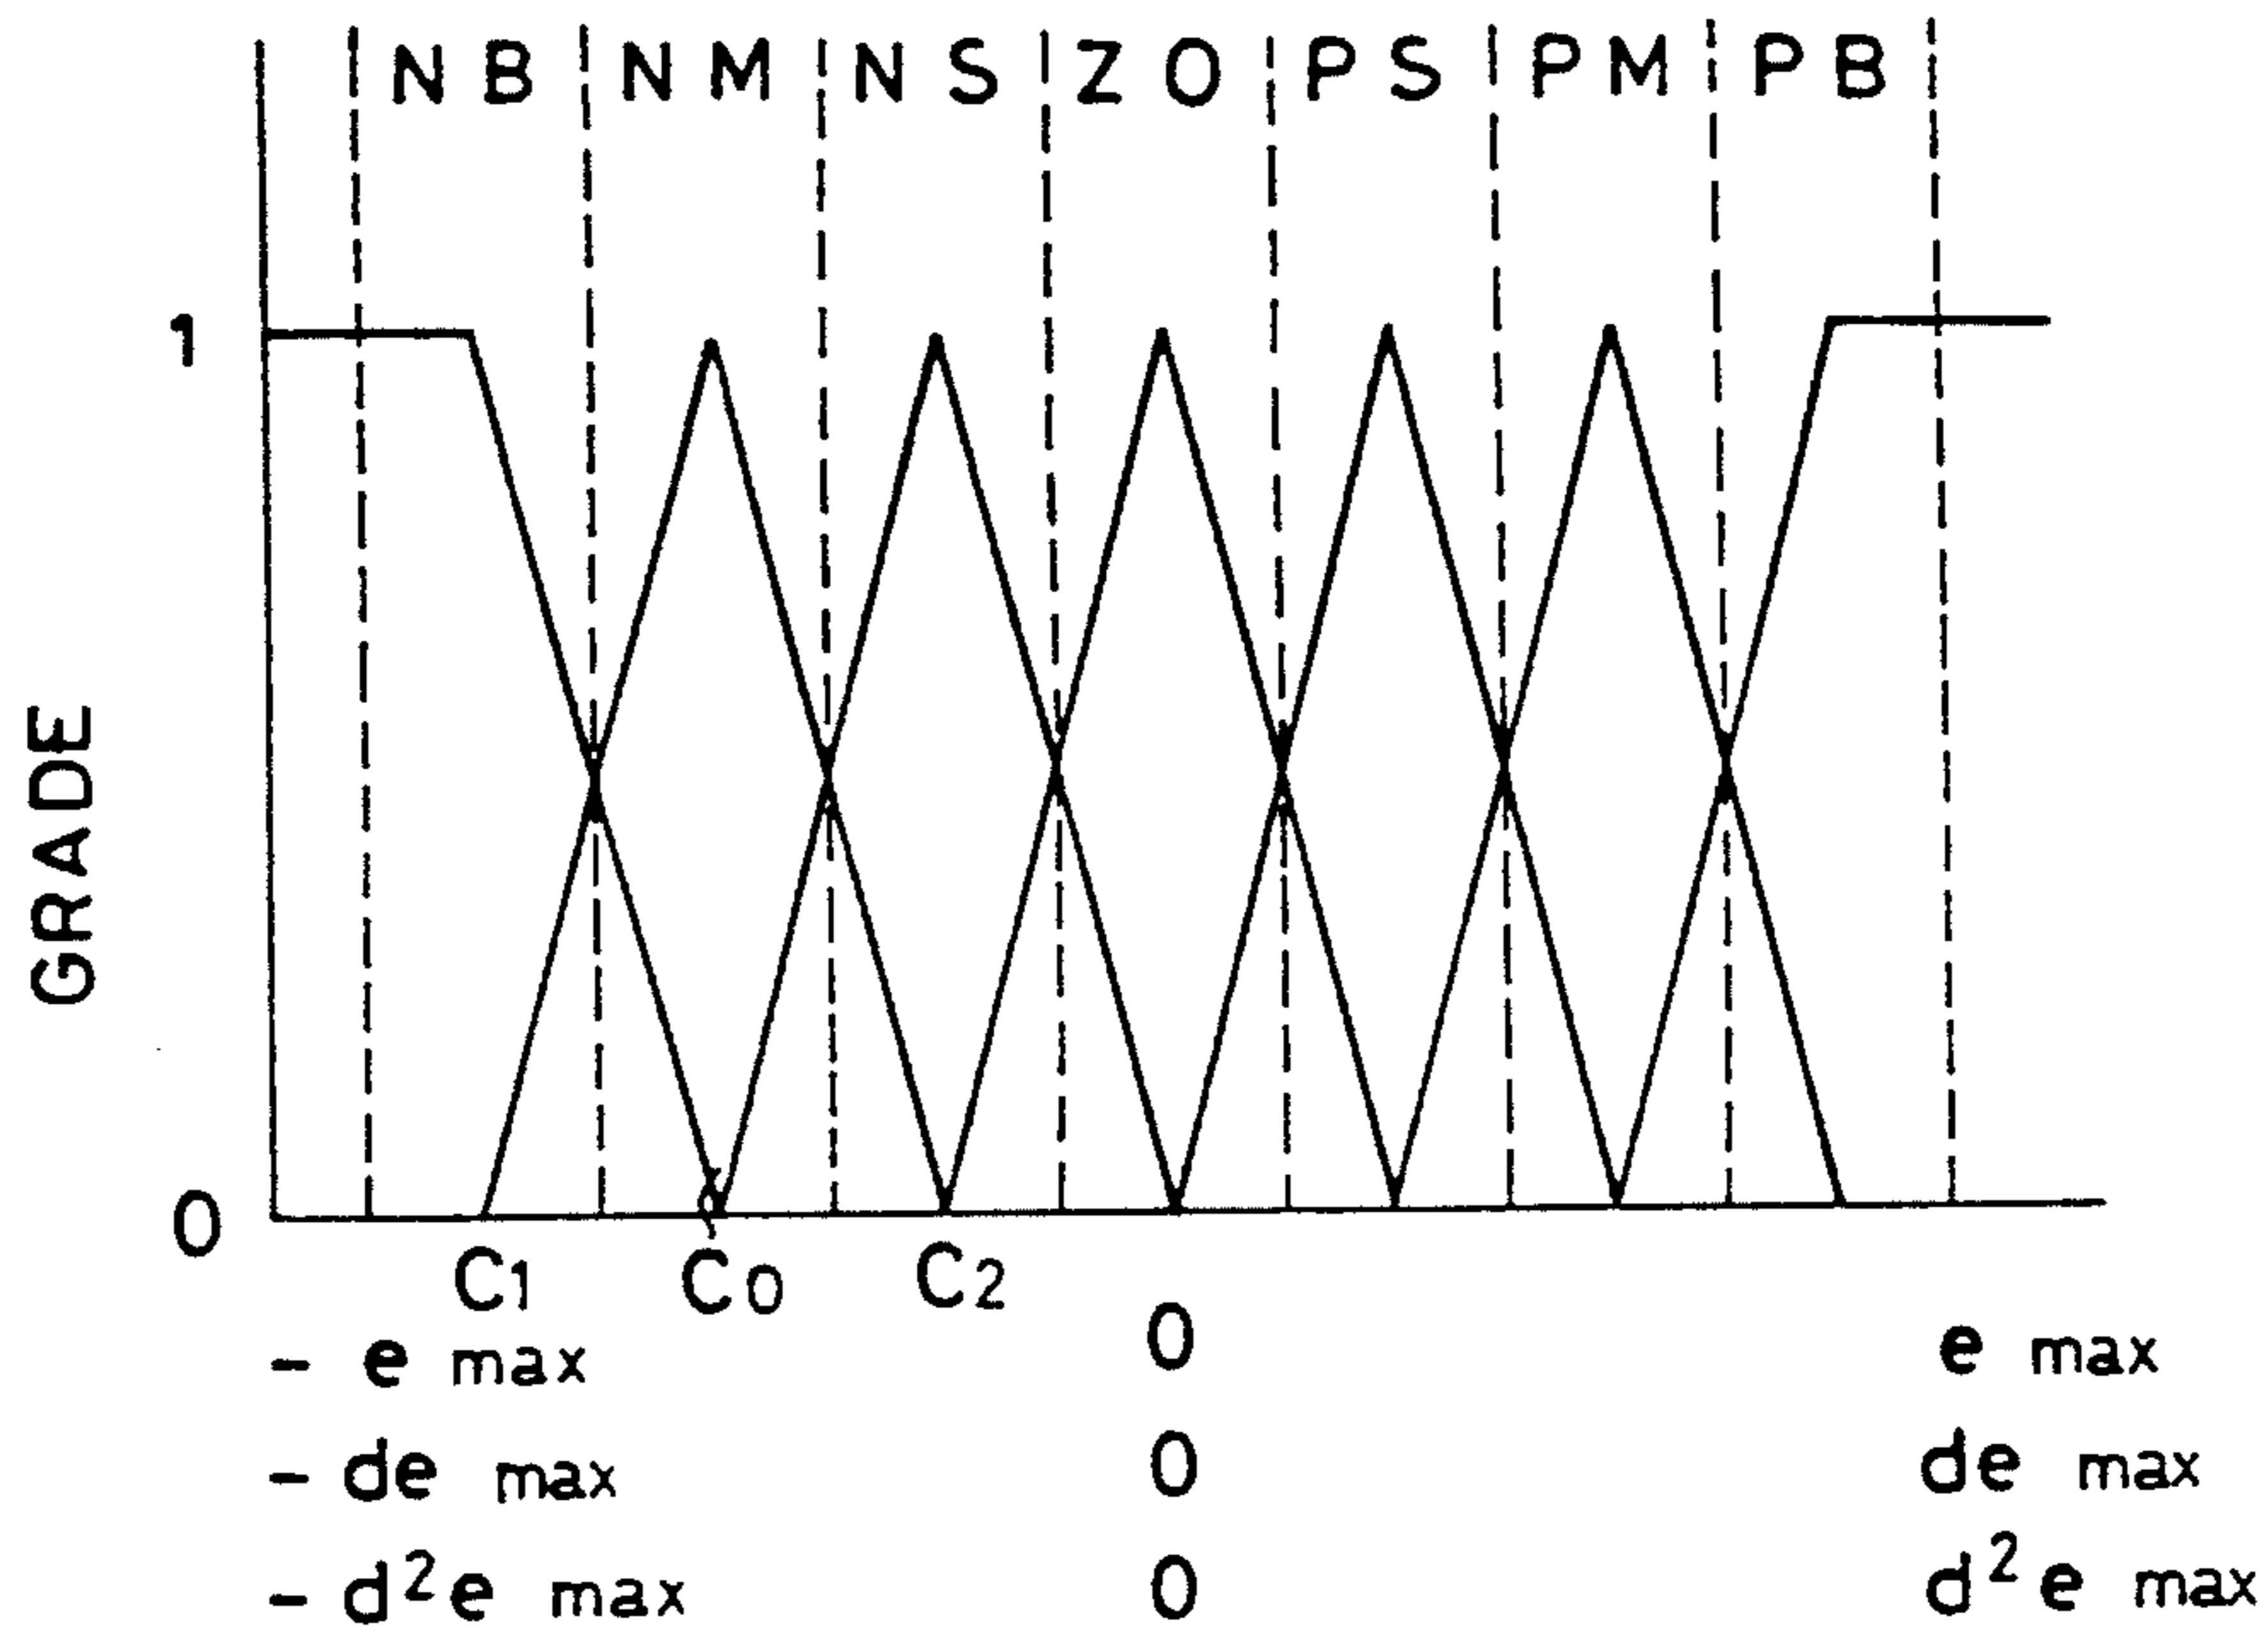 NB NM NS ZO PS PM PB
1
GRADE
0
C1 C0 C2
- e max 0 e max
- de max 0 de max
- d²e max 0 d²e max